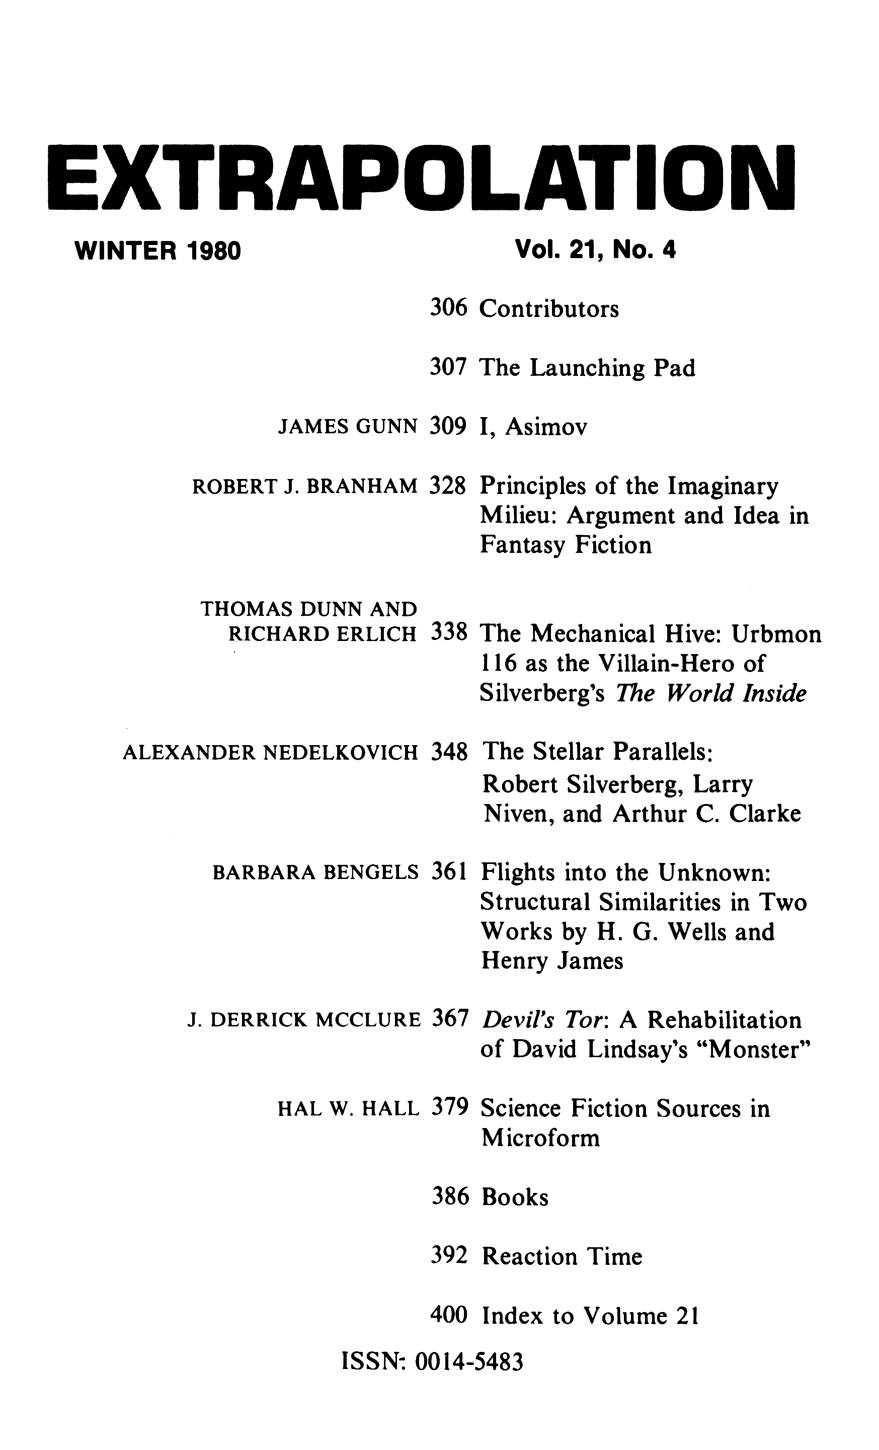 EXTRAPOLATION
WINTER 1980 Vol. 21, No. 4
306 Contributors
307 The Launching Pad
JAMES GUNN 309 I, Asimov
ROBERT J. BRANHAM 328 Principles of the Imaginary
Milieu: Argument and Idea in
Fantasy Fiction
THOMAS DUNN AND
RICHARD ERLICH 338 The Mechanical Hive: Urbmon
116 as the Villain-Hero of
Silverberg's The World Inside
ALEXANDER NEDELKOVICH 348 The Stellar Parallels:
Robert Silverberg, Larry
Niven, and Arthur C. Clarke
BARBARA BENGELS 361 Flights into the Unknown:
Structural Similarities in Two
Works by H. G. Wells and
Henry James
J. DERRICK MCCLURE 367 Devil's Tor: A Rehabilitation
of David Lindsay's “Monster”
HAL W. HALL 379 Science Fiction Sources in
Microform
386 Books
392 Reaction Time
400 Index to Volume 21
ISSN: 0014-5483